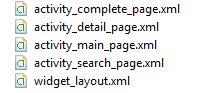 activity_complete_page.xml
activity_detail_page.xml
activity_main_page.xml
activity_search_page.xml
widget_layout.xml